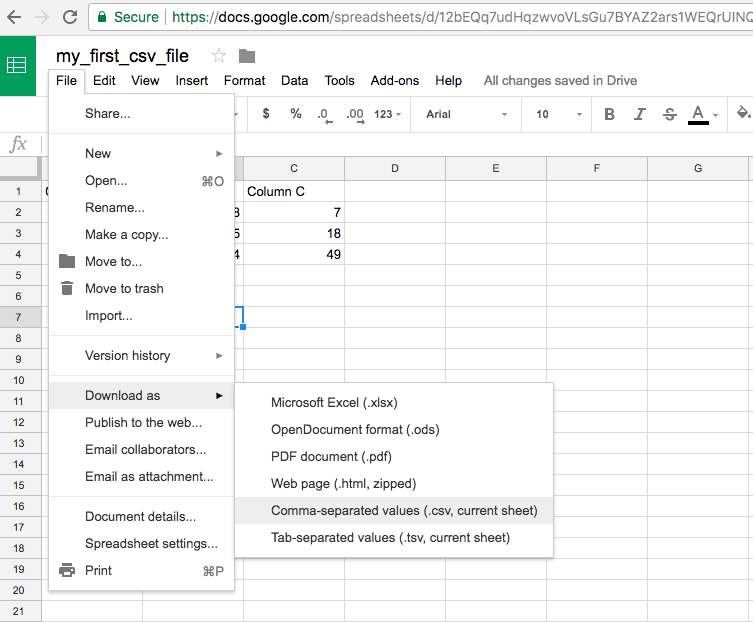 Secure https://docs.google.com/spreadsheets/d/12bEQq7udHqzwvoVLsGu7BYAZ2ars1WEQrUINQ
my_first_csv_file
File Edit View Insert Format Data Tools Add-ons Help All changes saved in Drive
$ % .0 .00 123 Arial 10 B I S A
fx
Share...
New
Open... ⌘O
Rename...
Make a copy...
Move to...
Move to trash
Import...
Version history
Download as
Publish to the web...
Email collaborators...
Email as attachment...
Document details...
Spreadsheet settings...
Print ⌘P
Microsoft Excel (.xlsx)
OpenDocument format (.ods)
PDF document (.pdf)
Web page (.html, zipped)
Comma-separated values (.csv, current sheet)
Tab-separated values (.tsv, current sheet)
C D E F G
1 Column C
2 8 7
3 5 18
4 4 49
5
6
7
8
9
10
11
12
13
14
15
16
17
18
19
20
21